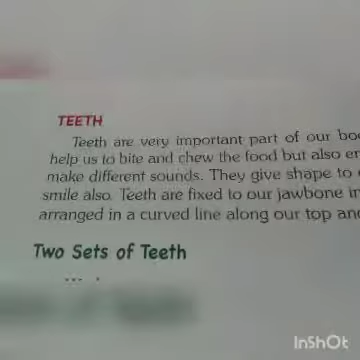 TEETH
Teeth are very important part of our
help us to bite and chew the food but also
make different sounds. They give shape to
smile also. Teeth are fixed to our jawbone in
arranged in a curved line along our top
Two Sets of Teeth
InShOt